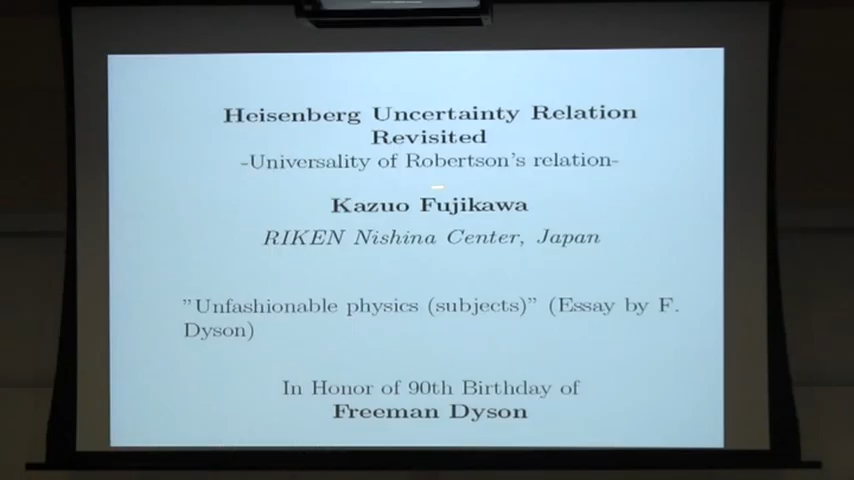 Heisenberg Uncertainty Relation
Revisited
-Universality of Robertson's relation-
Kazuo Fujikawa
RIKEN Nishina Center, Japan
"Unfashionable physics (subjects)" (Essay by F.
Dyson)
In Honor of 90th Birthday of
Freeman Dyson